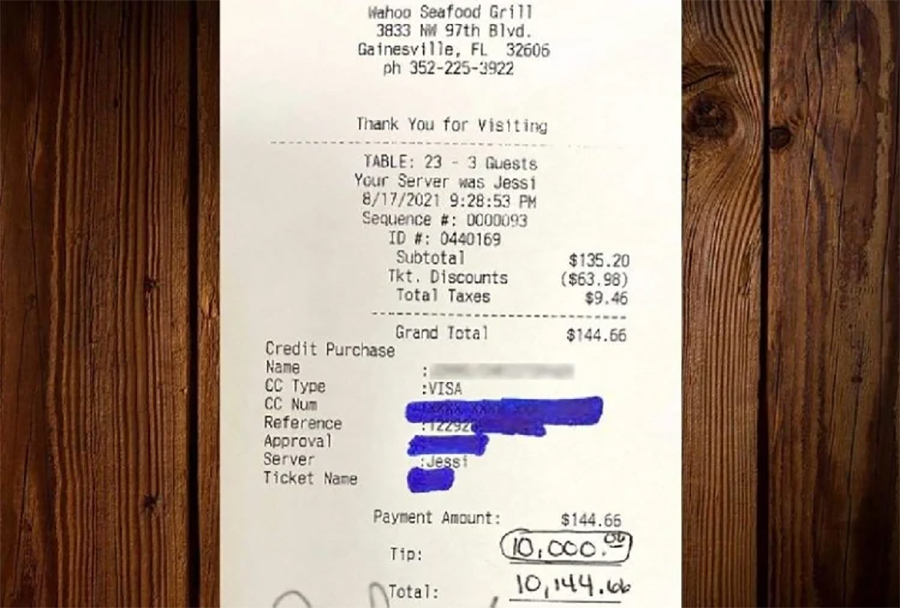 Wahoo Seafood Grill
3833 NW 97th Blvd.
Gainesville, FL 32606
ph 352-225-3922
Thank You for Visiting
TABLE: 23 - 3 Guests
Your Server was Jessi
8/17/2021 9:28:53 PM
Sequence #: 0000093
ID #: 0440169
Subtotal $135.20
Tkt. Discounts ($63.98)
Total Taxes $9.46
Grand Total $144.66
Credit Purchase
Name :
CC Type :VISA
CC Num
Reference :12292
Approval
Server :Jessi
Ticket Name
Payment Amount: $144.66
Tip: 10,000.00
Total: 10,144.66